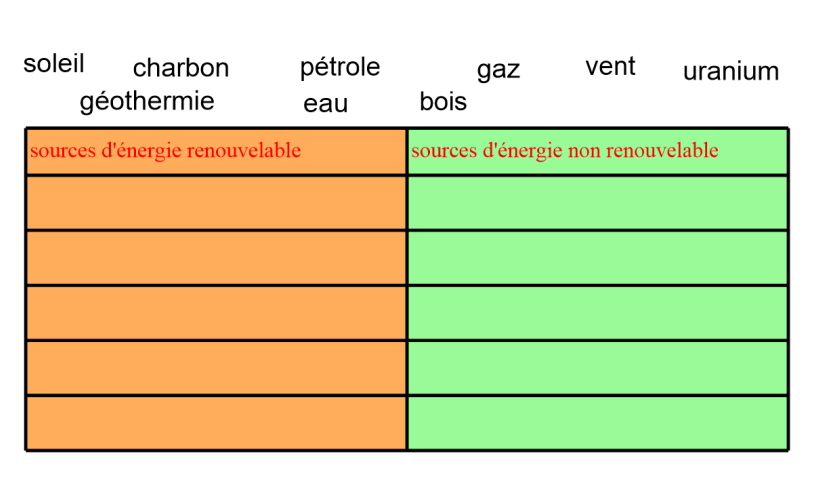 soleil charbon pétrole gaz vent uranium
géothermie eau bois
sources d'énergie renouvelable
sources d'énergie non renouvelable